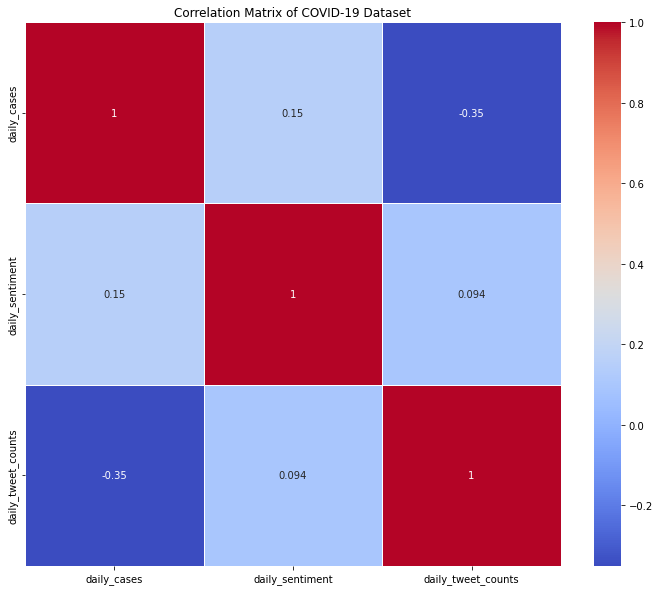 Correlation Matrix of COVID-19 Dataset
daily_cases
1
0.15
-0.35
daily_sentiment
0.15
1
0.094
daily_tweet_counts
-0.35
0.094
1
daily_cases
daily_sentiment
daily_tweet_counts
1.0
0.8
0.6
0.4
0.2
0.0
−0.2